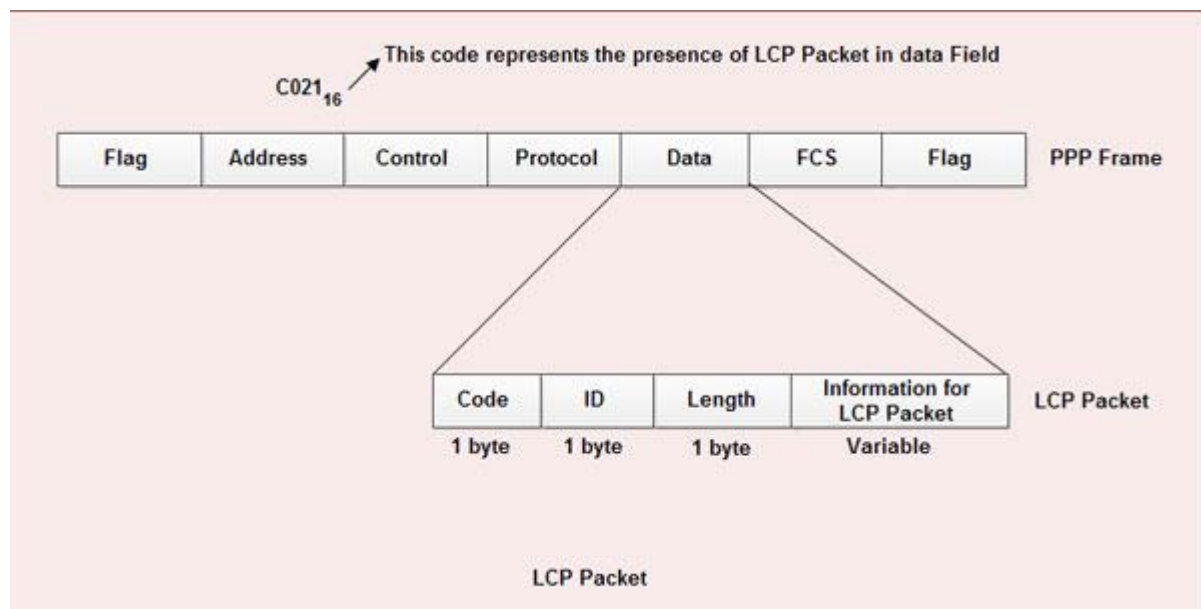 This code represents the presence of LCP Packet in data Field
C021₁₆
Flag Address Control Protocol Data FCS Flag PPP Frame
Code ID Length Information for LCP Packet LCP Packet
1 byte 1 byte 1 byte Variable
LCP Packet